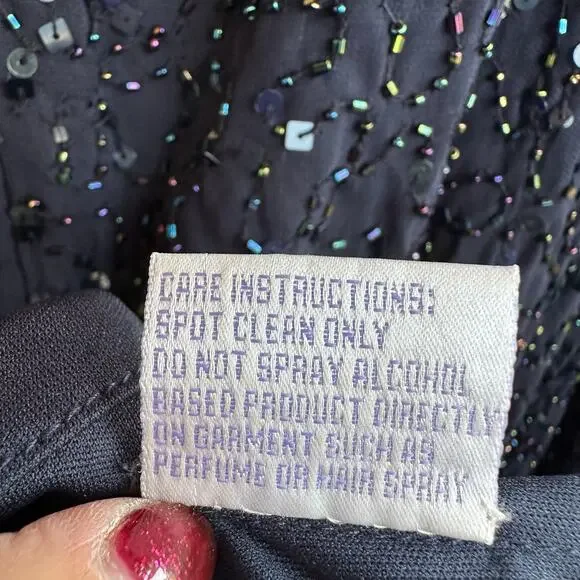 CARE INSTRUCTIONS:
SPOT CLEAN ONLY
DO NOT SPRAY ALCOHOL
BASED PRODUCT DIRECTLY
ON GARMENT SUCH AS
PERFUME OR HAIR SPRAY